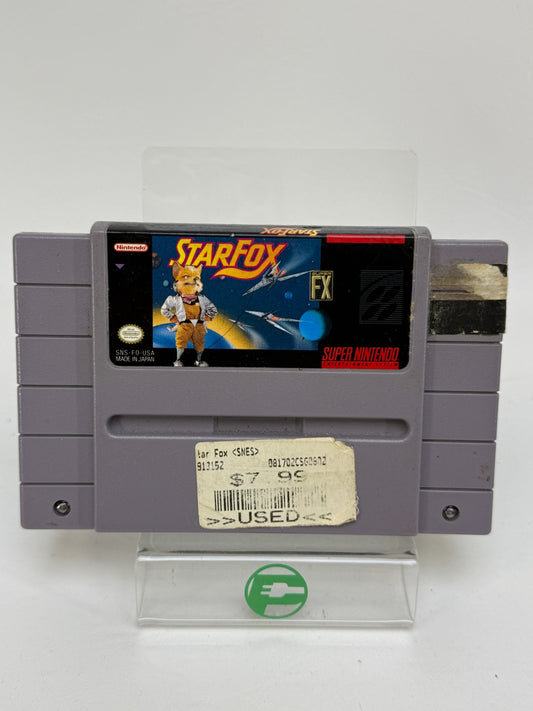 STARFOX
Nintendo
STARFOX
SUPER
FX
SNS-FO-USA
MADE IN JAPAN
SUPER NINTENDO
ENTERTAINMENT SYSTEM
tar Fox <SNES>
913152
$7.99
>>USED<<